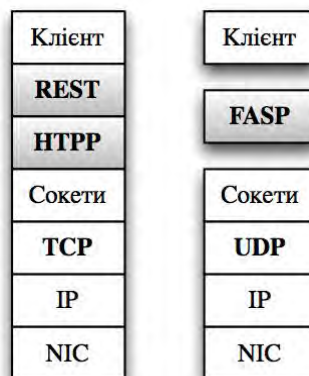 Клієнт
REST
HTPP
Сокети
TCP
IP
NIC
Клієнт
FASP
Сокети
UDP
IP
NIC